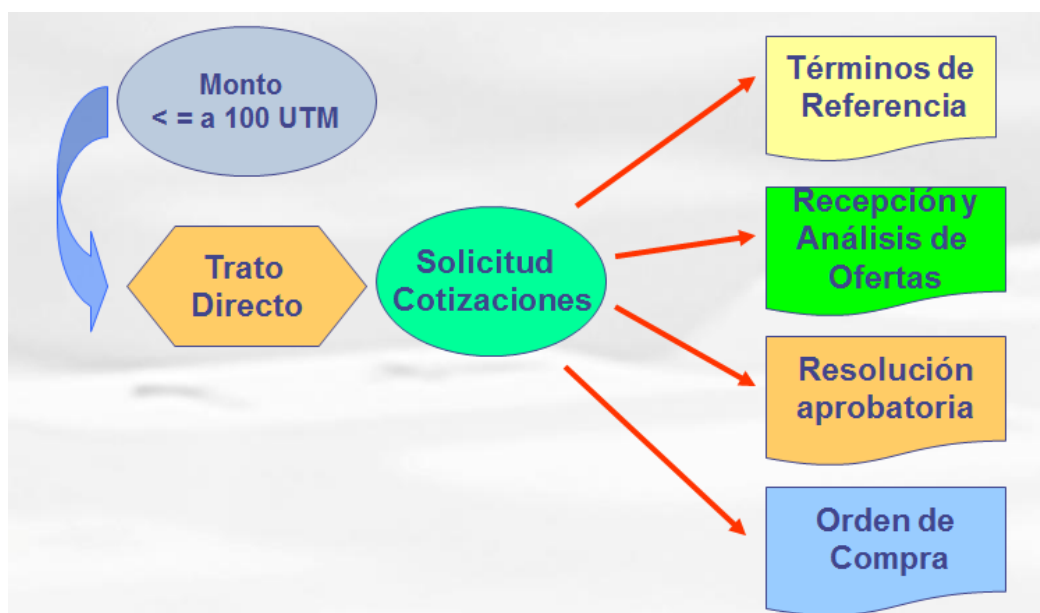 Monto
< = a 100 UTM
Trato
Directo
Solicitud
Cotizaciones
Términos de
Referencia
Recepción y
Análisis de
Ofertas
Resolución
aprobatoria
Orden de
Compra